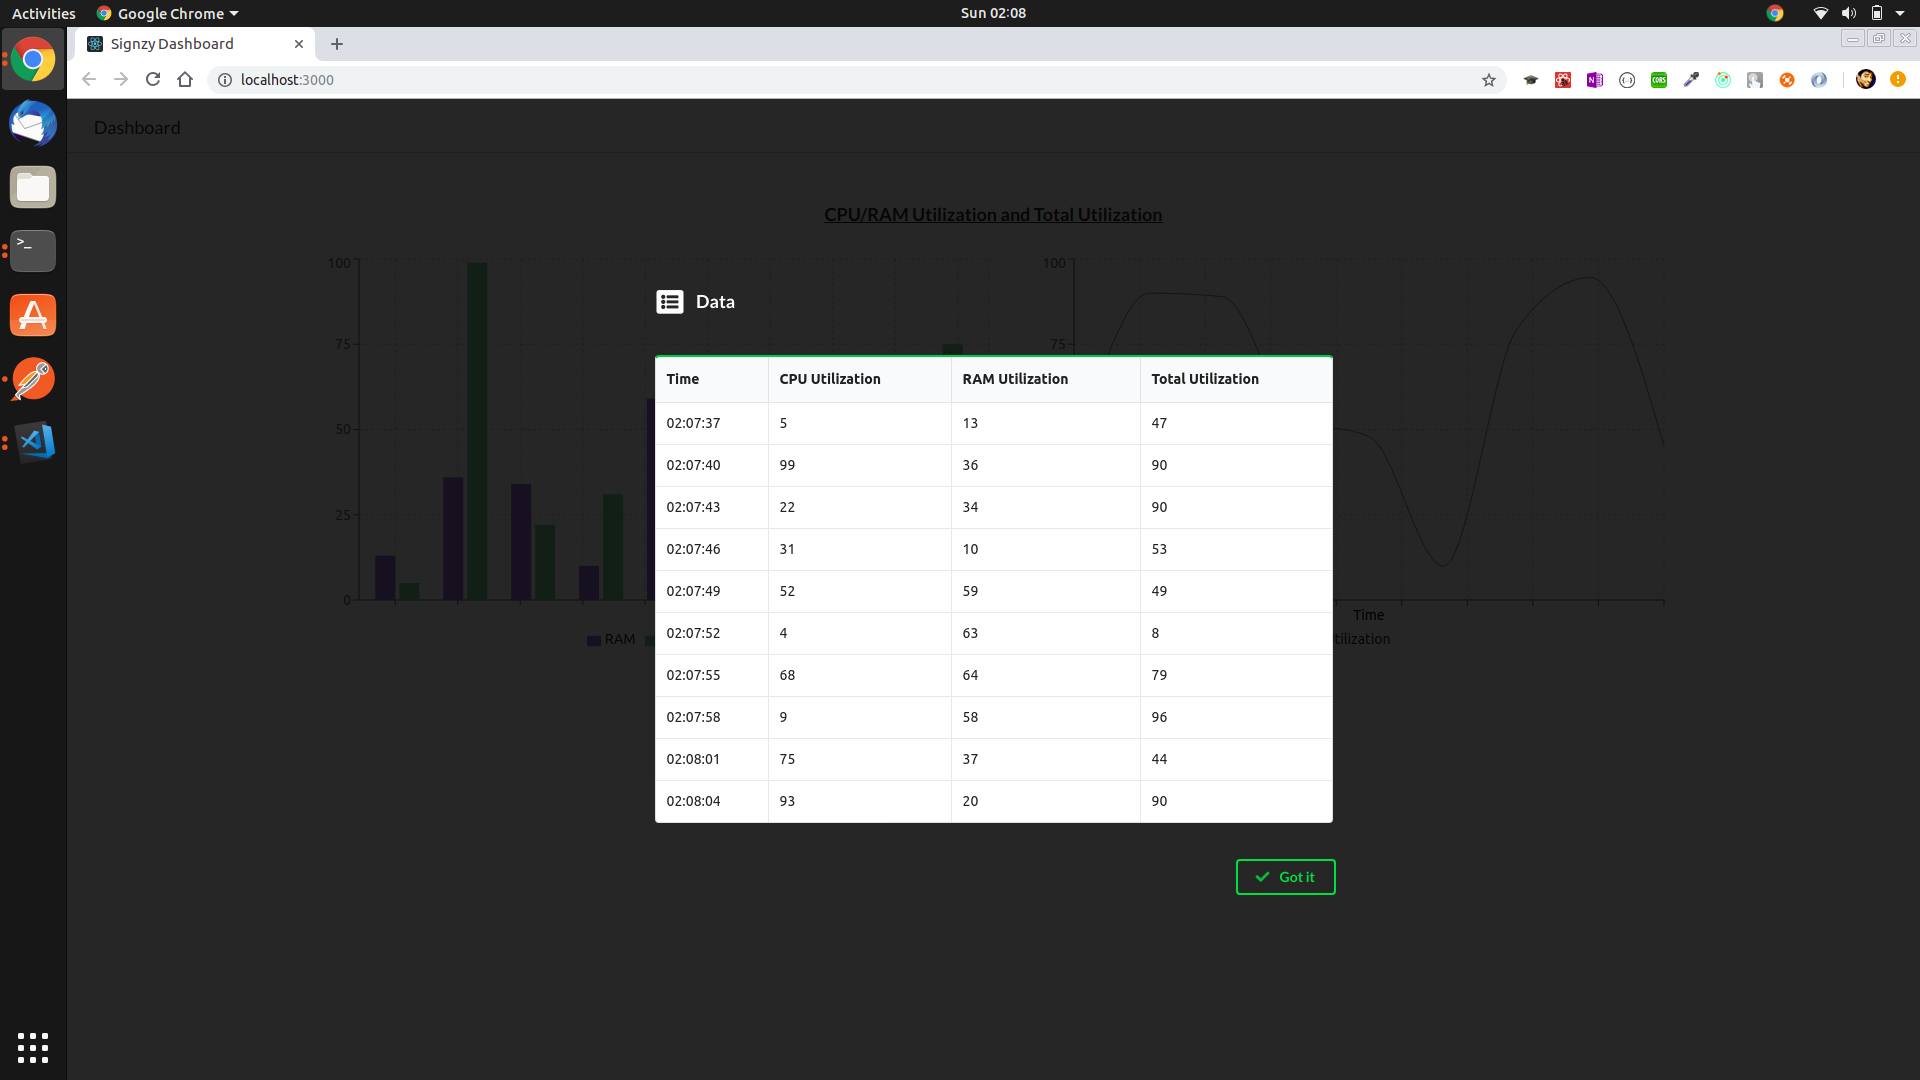 Activities Google Chrome Sun 02:08
Signzy Dashboard
localhost:3000
CORS
Dashboard
CPU/RAM Utilization and Total Utilization
100 100
Data
75 75
Time CPU Utilization RAM Utilization Total Utilization
02:07:37 5 13 47
50
02:07:40 99 36 90
02:07:43 22 34 90
25
02:07:46 31 10 53
02:07:49 52 59 49
0
Time
02:07:52 4 63 8
RAM tilization
02:07:55 68 64 79
02:07:58 9 58 96
02:08:01 75 37 44
02:08:04 93 20 90
Got it